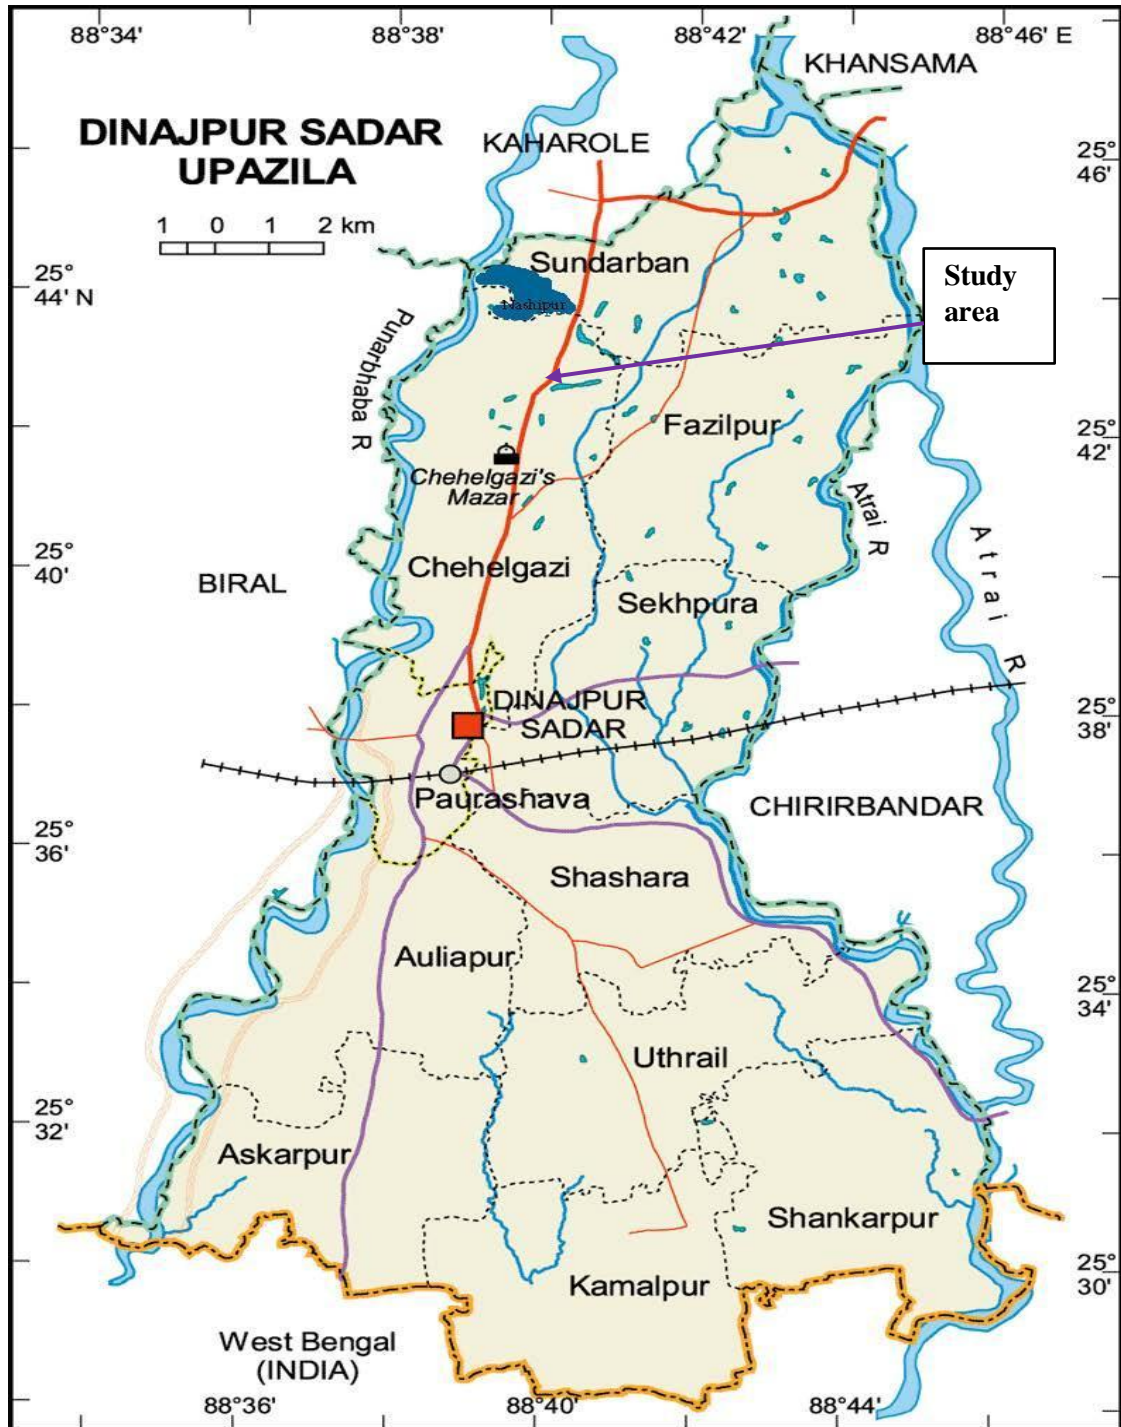 88°34'
88°38'
88°42'
88°46' E
KHANSAMA
DINAJPUR SADAR
UPAZILA
KAHAROLE
25°
46'
1 0 1 2 km
Sundarban
25°
44' N
Nashipur
Study
area
Punarbhaba R
Fazilpur
25°
42'
Chehelgazi's
Mazar
Atrai R
Atrai R
25°
40'
Chehelgazi
BIRAL
Sekhpura
DINAJPUR
SADAR
25°
38'
Paurashava
CHIRIRBANDAR
25°
36'
Shashara
Auliapur
25°
34'
Uthrail
25°
32'
Askarpur
Shankarpur
25°
30'
Kamalpur
West Bengal
(INDIA)
88°36'
88°40'
88°44'